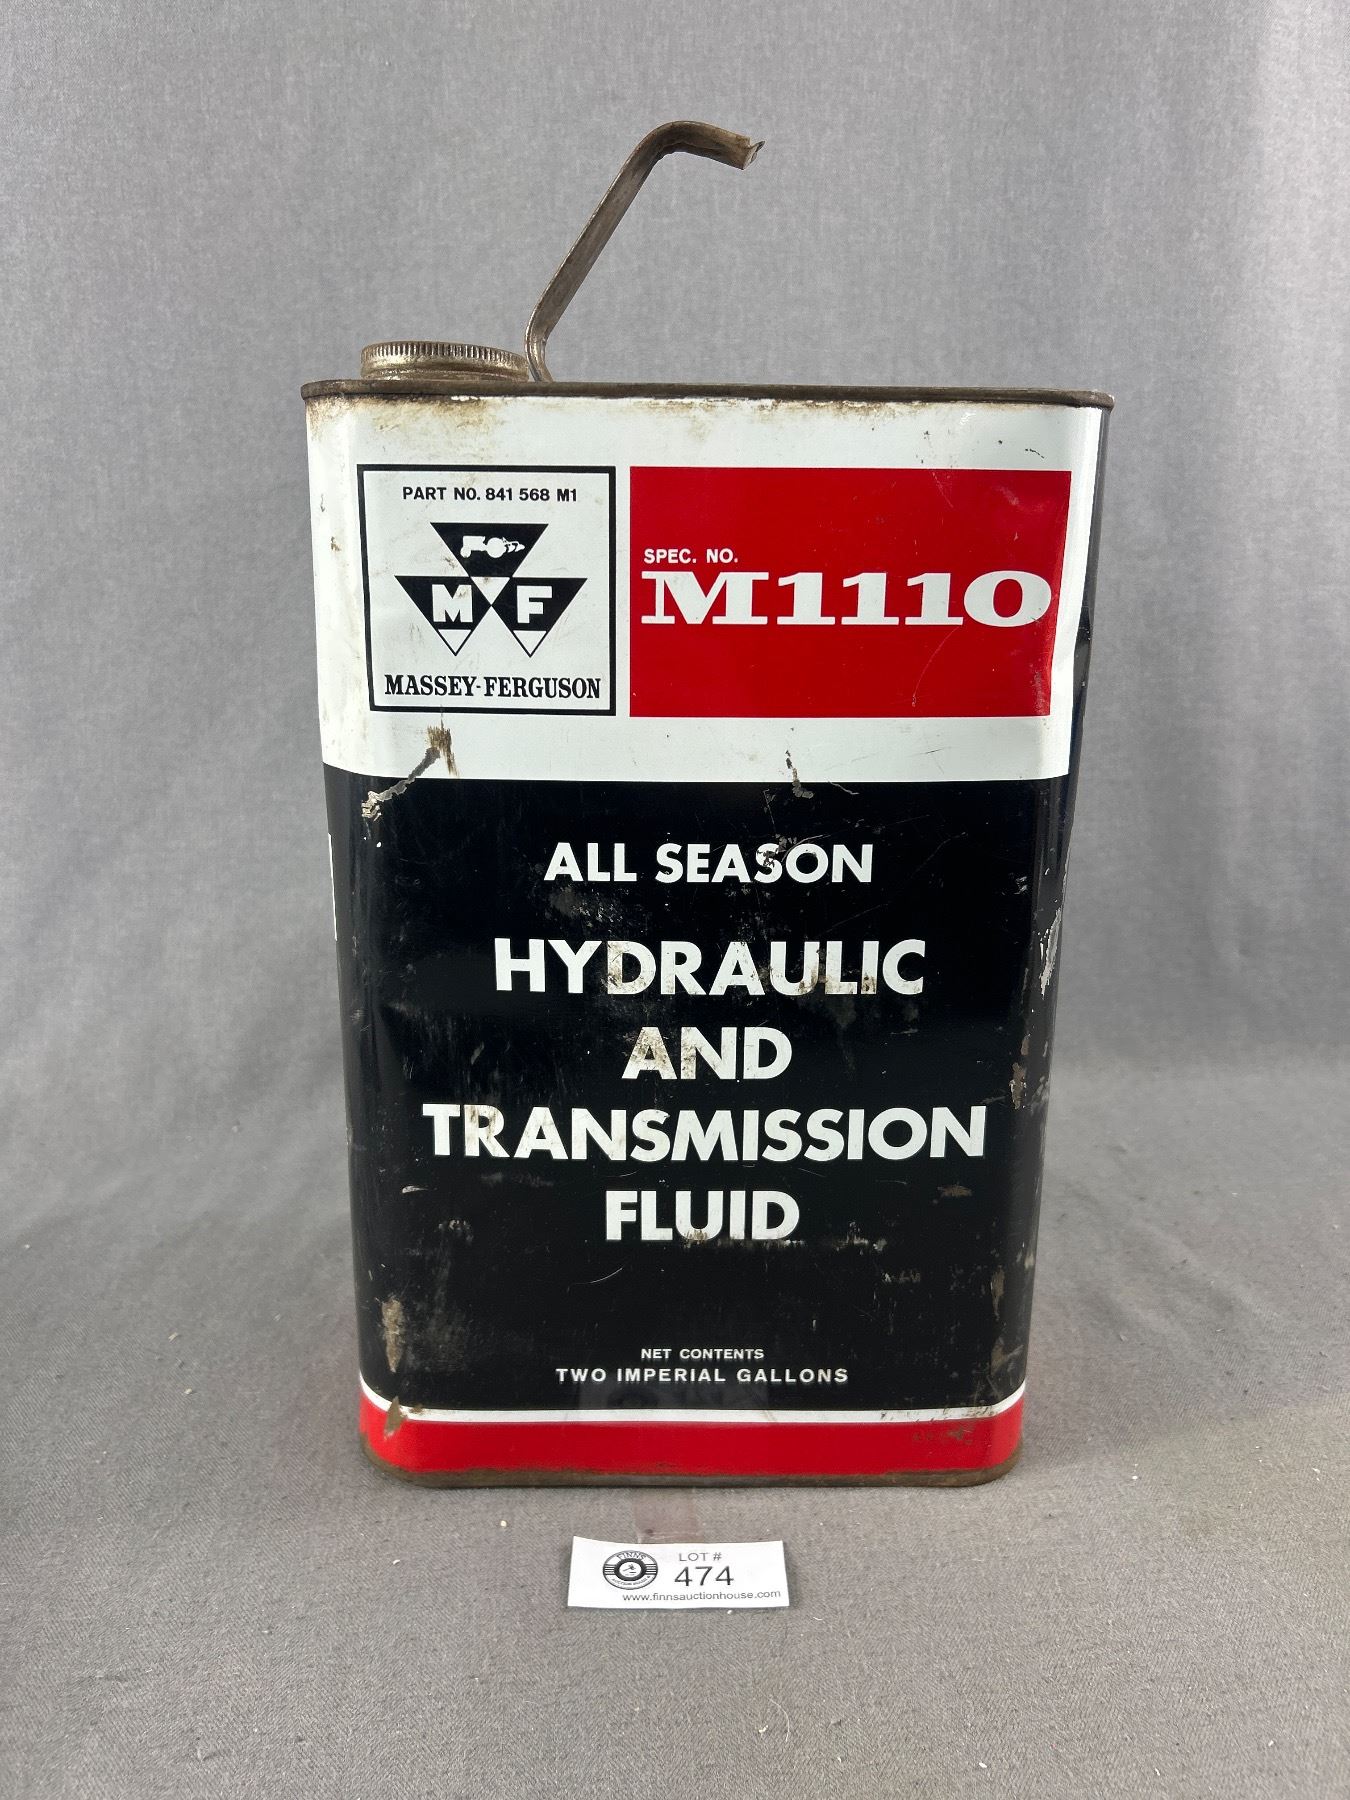 PART NO. 841 568 M1
M F
MASSEY-FERGUSON
SPEC. NO.
M1110
ALL SEASON
HYDRAULIC
AND
TRANSMISSION
FLUID
NET CONTENTS
TWO IMPERIAL GALLONS
FINNS
LOT #
474
www.finnsauctionhouse.com